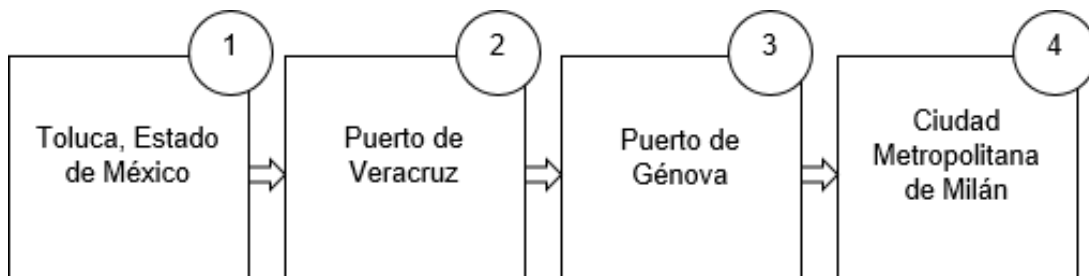 1
Toluca, Estado
de México
2
Puerto de
Veracruz
3
Puerto de
Génova
4
Ciudad
Metropolitana
de Milán